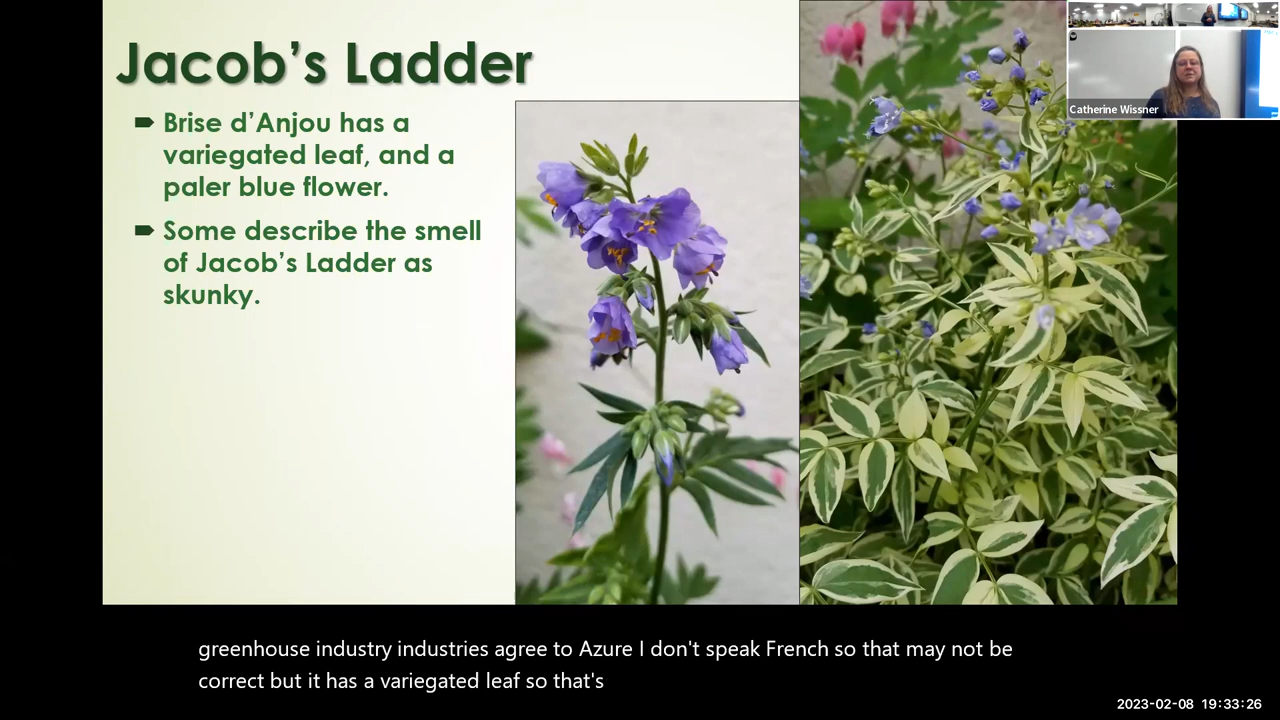 Jacob’s Ladder
Brise d’Anjou has a
variegated leaf, and a
paler blue flower.
Some describe the smell
of Jacob’s Ladder as
skunky.
Catherine Wissner
greenhouse industry industries agree to Azure I don't speak French so that may not be
correct but it has a variegated leaf so that's
2023-02-08 19:33:26